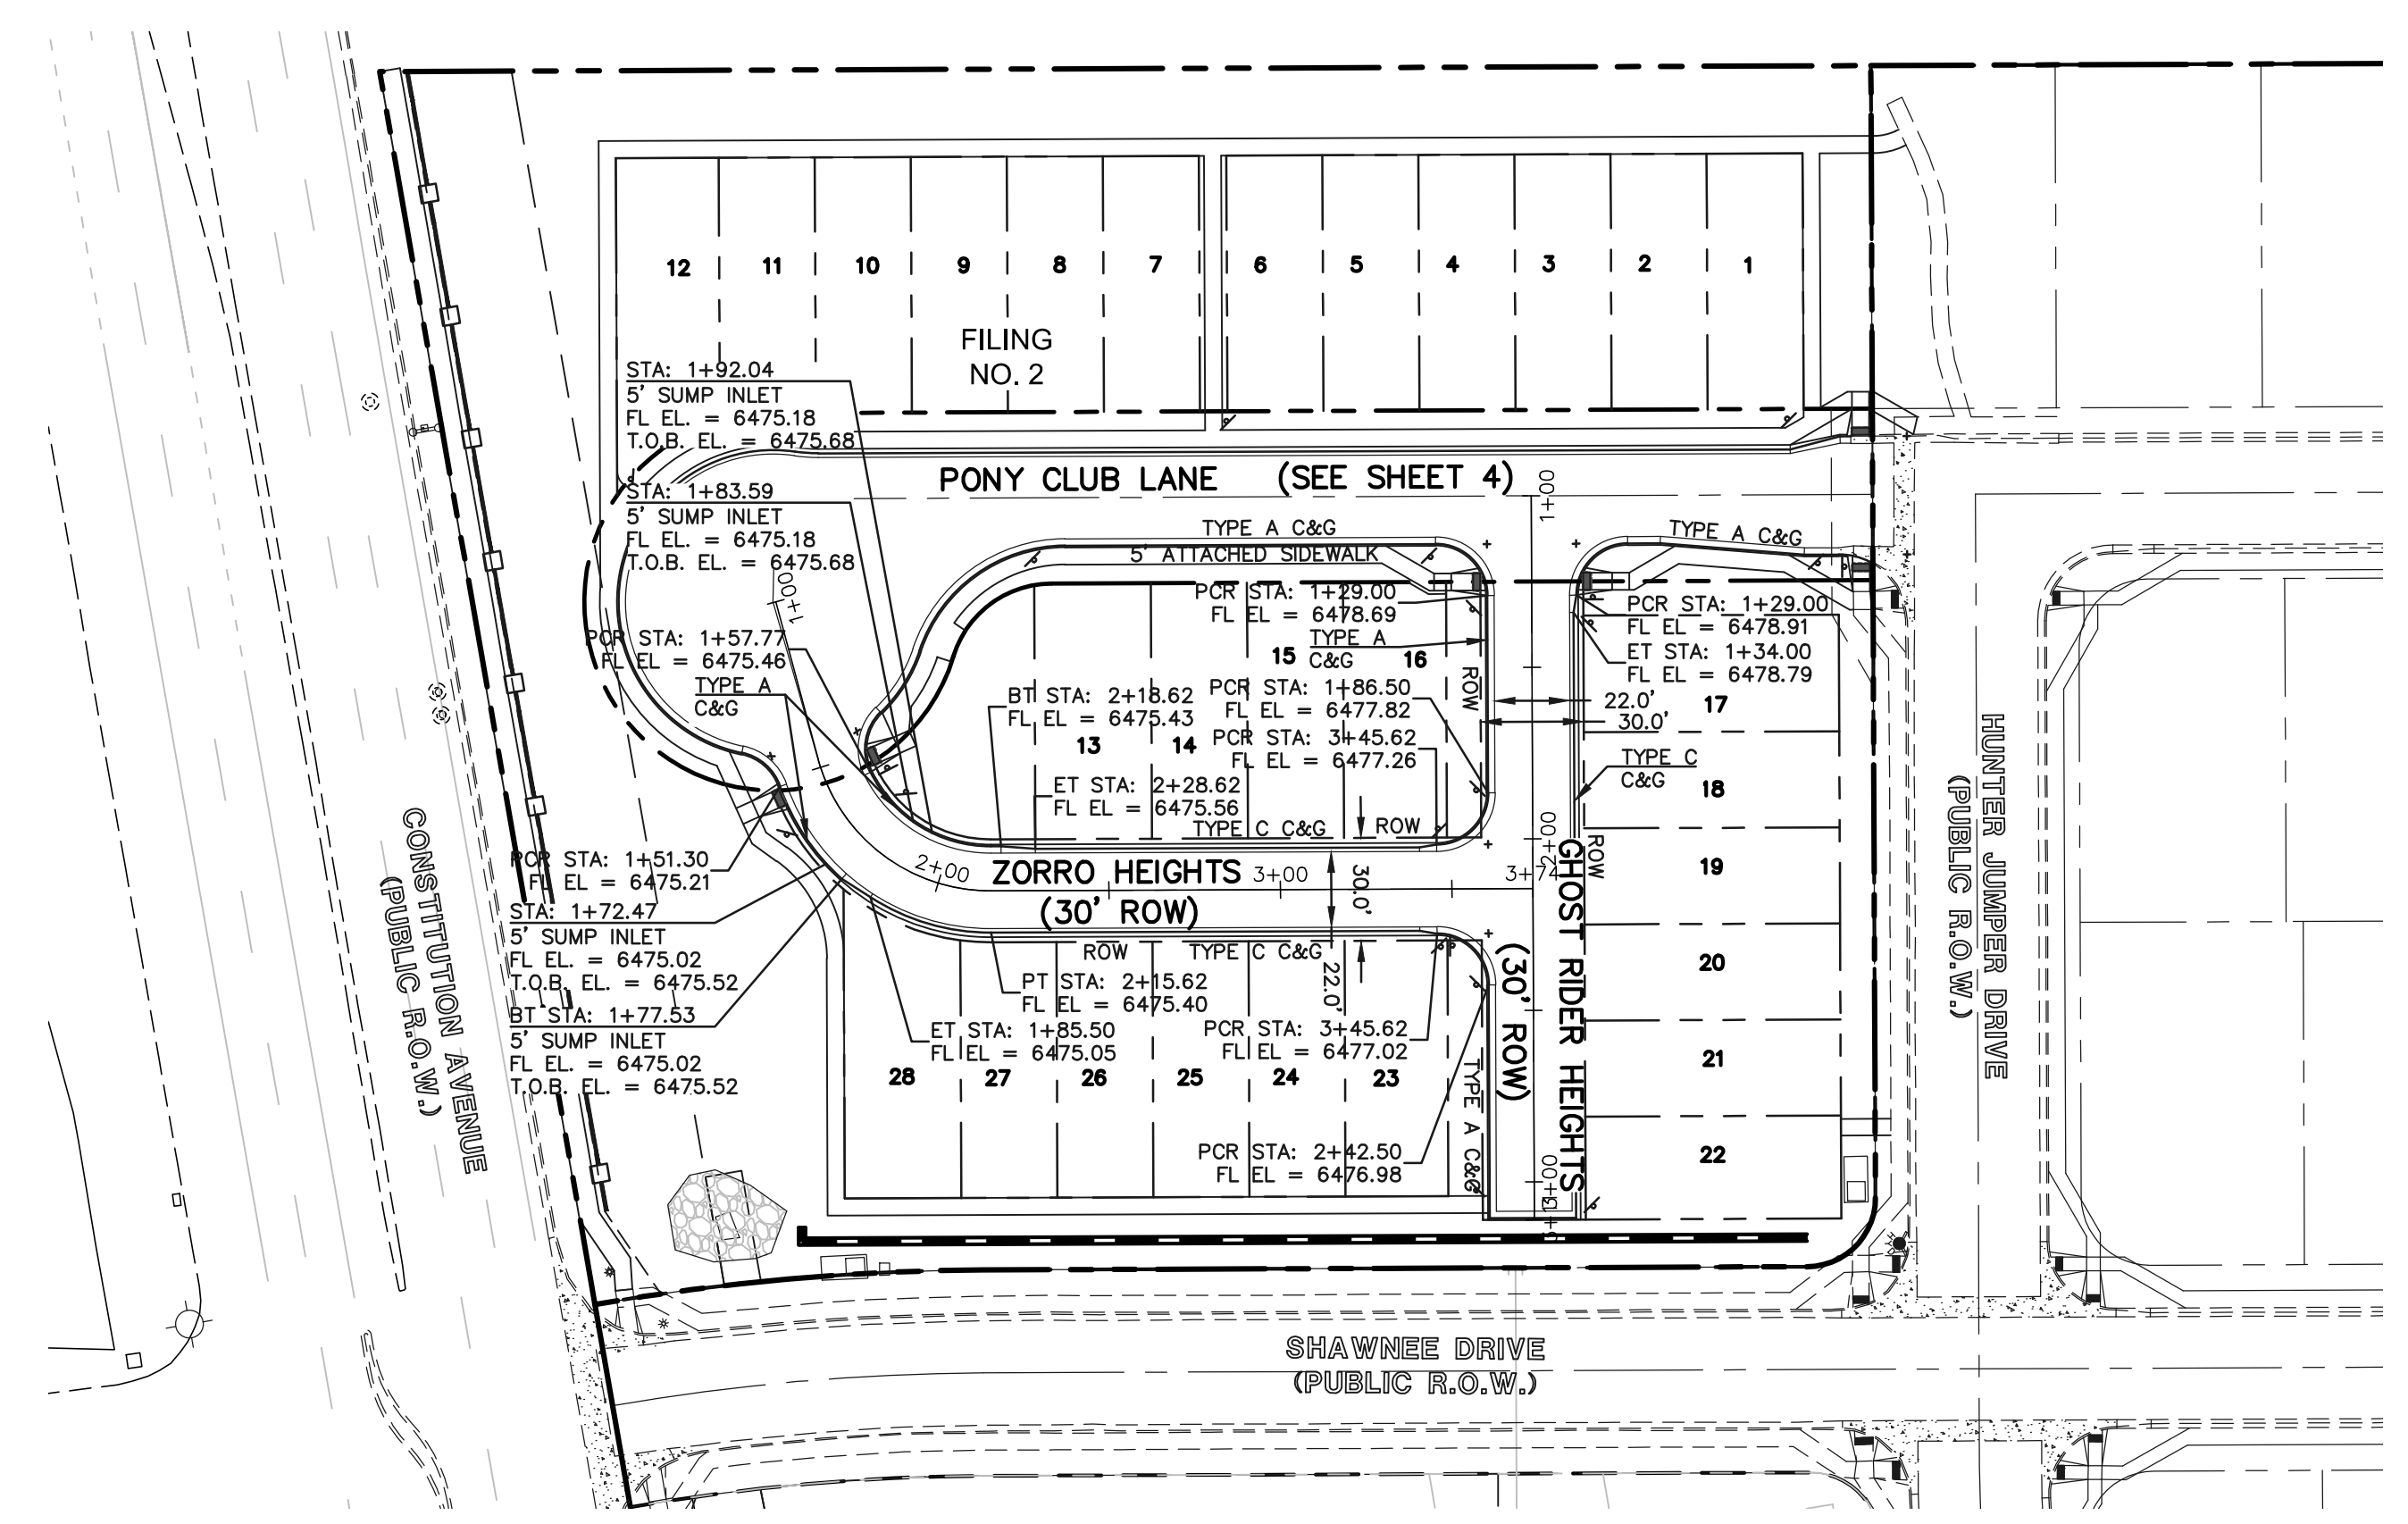 12
11
10
9
8
7
6
5
4
3
2
1
FILING
NO. 2
STA: 1+92.04
5' SUMP INLET
FL EL. = 6475.18
T.O.B. EL. = 6475.68
PONY CLUB LANE (SEE SHEET 4)
STA: 1+83.59
5' SUMP INLET
FL EL. = 6475.18
T.O.B. EL. = 6475.68
1+00
TYPE A C&G
5' ATTACHED SIDEWALK
TYPE A C&G
1+00
PCR STA: 1+29.00
FL EL = 6478.69
TYPE A
C&G
PCR STA: 1+29.00
FL EL = 6478.91
ET STA: 1+34.00
FL EL = 6478.79
PCR STA: 1+57.77
FL EL = 6475.46
TYPE A
C&G
15
16
ROW
17
22.0'
30.0'
BT STA: 2+18.62
FL EL = 6475.43
PCR STA: 1+86.50
FL EL = 6477.82
13
14
PCR STA: 3+45.62
FL EL = 6477.26
TYPE C
C&G
18
ET STA: 2+28.62
FL EL = 6475.56
TYPE C C&G
ROW
2+00
ROW
PCR STA: 1+51.30
FL EL = 6475.21
2+00
ZORRO HEIGHTS
(30' ROW)
3+00
30.0'
3+74
19
STA: 1+72.47
5' SUMP INLET
FL EL. = 6475.02
T.O.B. EL. = 6475.52
ROW
TYPE C C&G
22.0'
GHOST RIDER HEIGHTS
(30' ROW)
20
PT STA: 2+15.62
FL EL = 6475.40
BT STA: 1+77.53
5' SUMP INLET
FL EL. = 6475.02
T.O.B. EL. = 6475.52
ET STA: 1+85.50
FL EL = 6475.05
PCR STA: 3+45.62
FL EL = 6477.02
28
27
26
25
24
23
TYPE A C&G
21
PCR STA: 2+42.50
FL EL = 6476.98
22
3+00
CONSTITUTION AVENUE
(PUBLIC R.O.W.)
HUNTER JUMPER DRIVE
(PUBLIC R.O.W.)
SHAWNEE DRIVE
(PUBLIC R.O.W.)